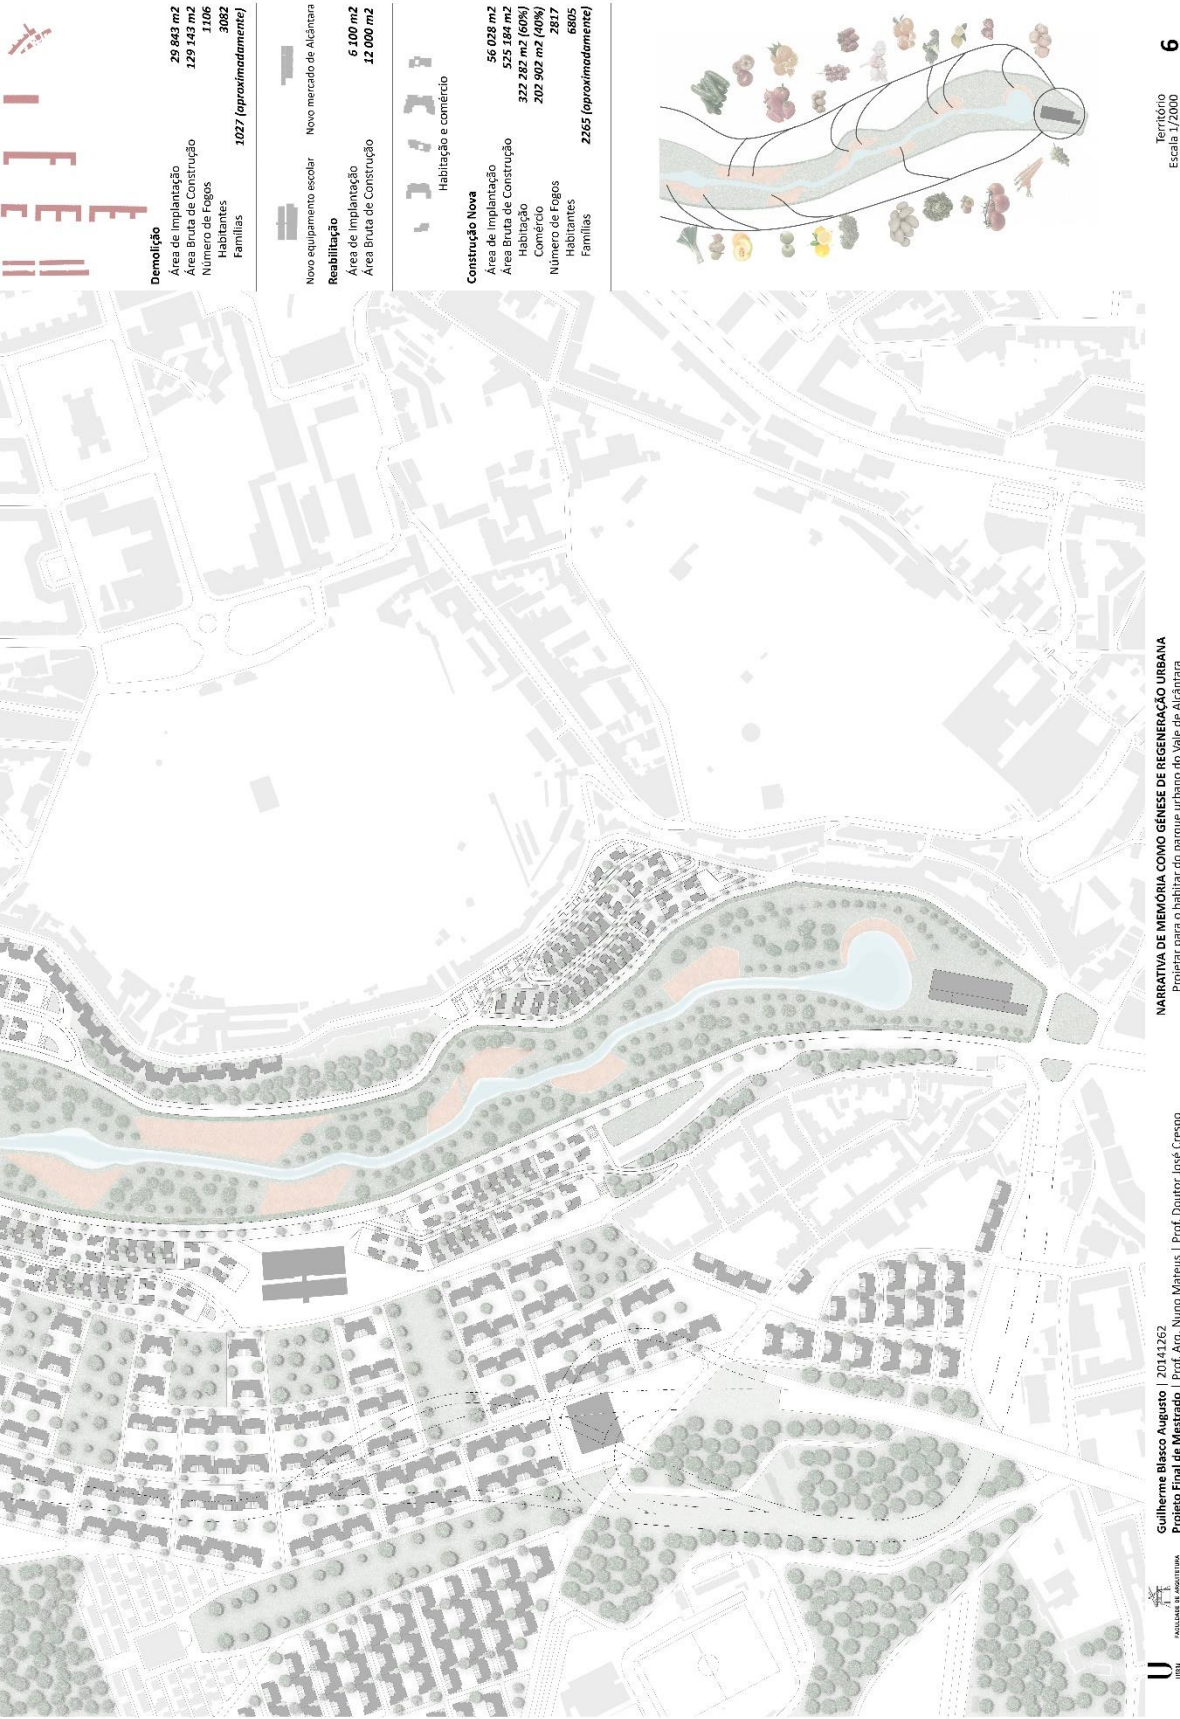 Demolição
Área de Implantação 29 843 m2
Área Bruta de Construção 129 143 m2
Número de Fogos 1106
Habitantes 3082
Famílias 1027 (aproximadamente)
Novo equipamento escolar Novo mercado de Alcântara
Reabilitação
Área de Implantação 6 100 m2
Área Bruta de Construção 12 000 m2
Habitação e comércio
Construção Nova
Área de Implantação 56 028 m2
Área Bruta de Construção 525 184 m2
Habitação 322 282 m2 (60%)
Comércio 202 902 m2 (40%)
Número de Fogos 2817
Habitantes 6805
Famílias 2265 (aproximadamente)
U
FACULDADE DE ARQUITETURA
Guilherme Blasco Augusto | 20141262
Projeto Final de Mestrado | Prof. Arq. Nuno Mateus | Prof. Doutor José Crespo
NARRATIVA DE MEMÓRIA COMO GÉNESE DE REGENERAÇÃO URBANA
Projetar para o habitar do parque urbano do Vale de Alcântara
Território
Escala 1/2000
6